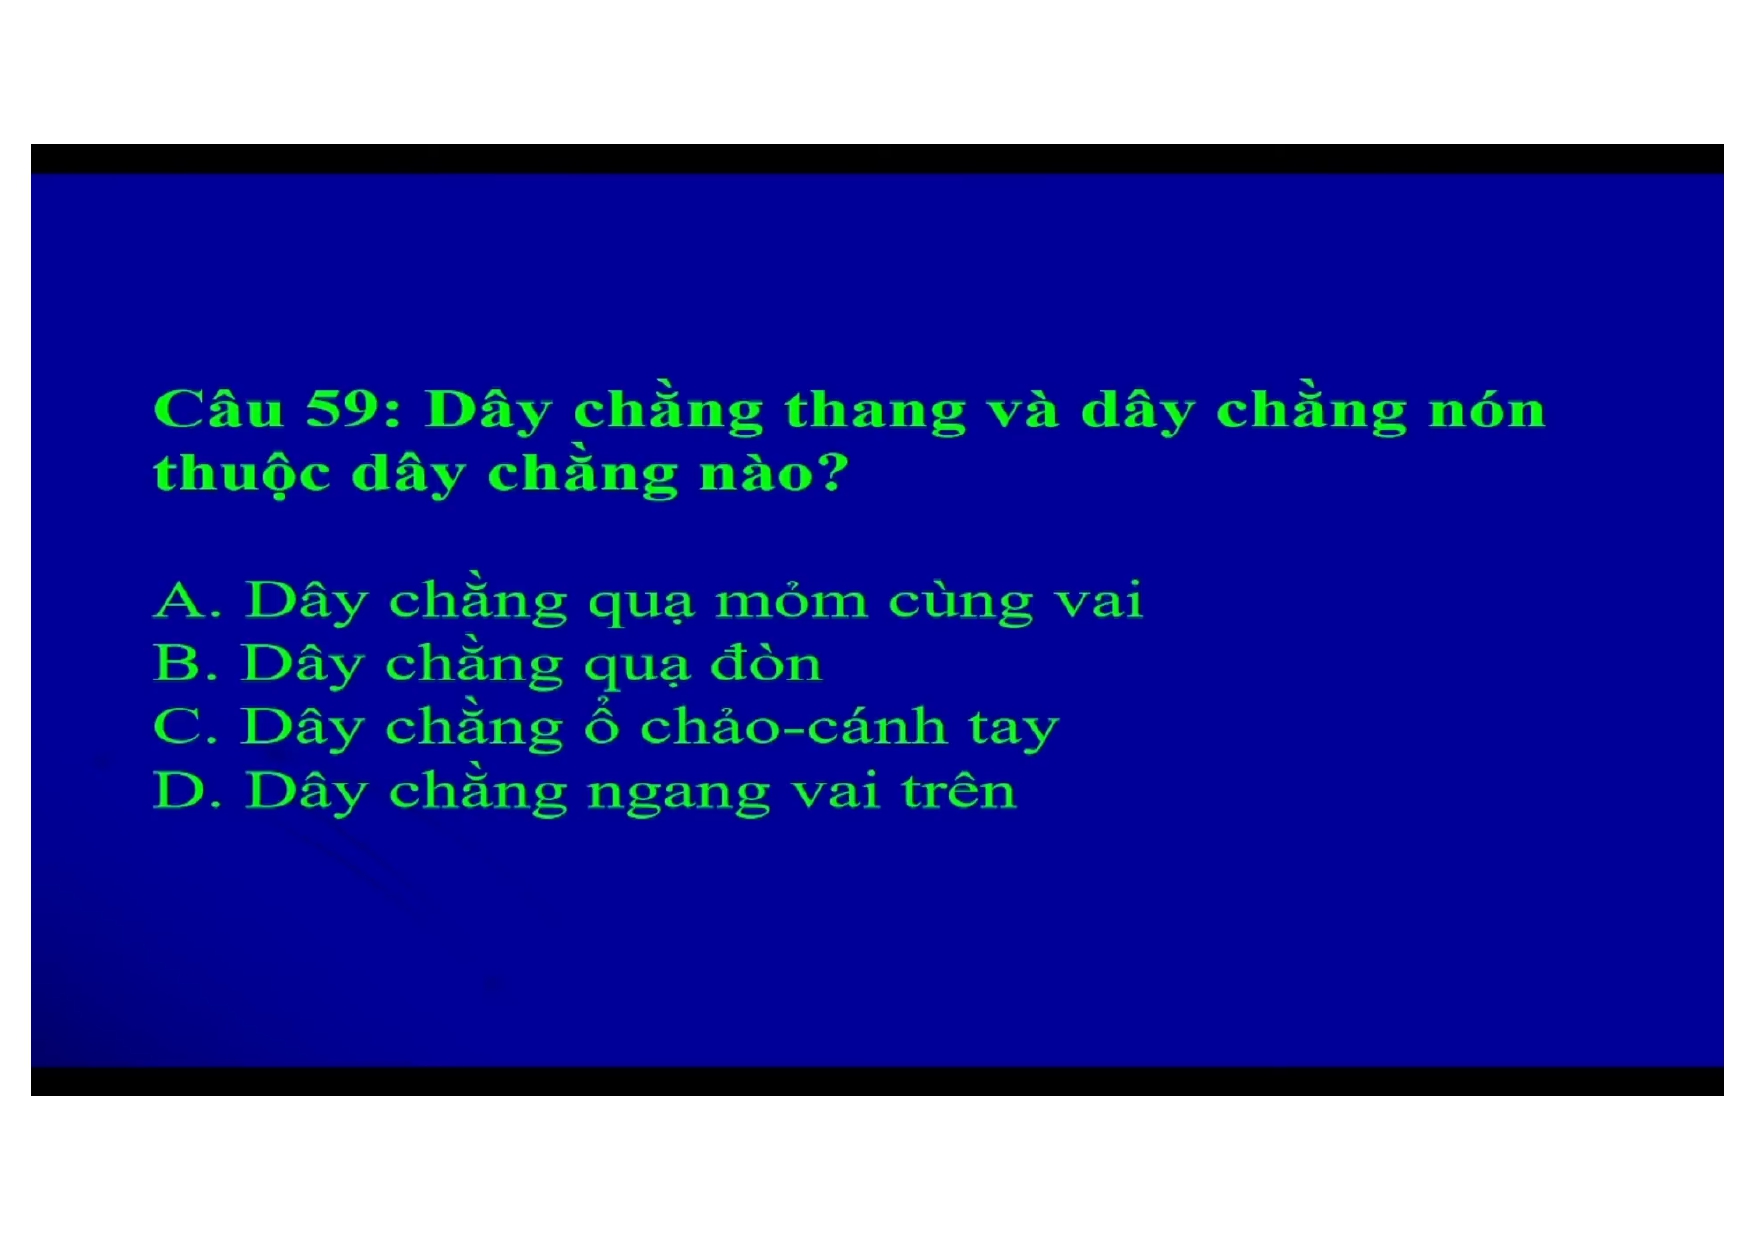 Câu 59: Dây chằng thang và dây chằng nón
thuộc dây chằng nào?
A. Dây chằng quạ mỏm cùng vai
B. Dây chằng quạ đòn
C. Dây chằng ổ chảo-cánh tay
D. Dây chằng ngang vai trên